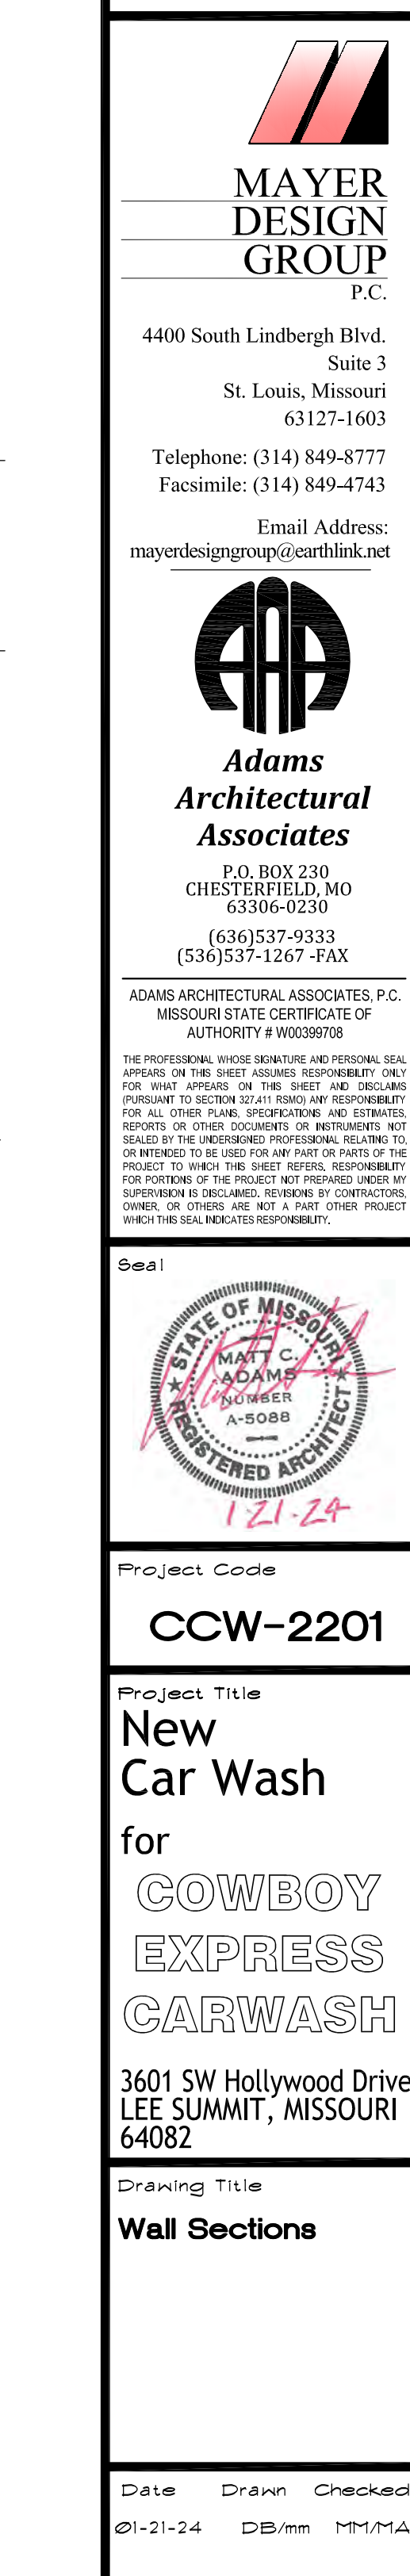 MAYER
DESIGN
GROUP
P.C.
4400 South Lindbergh Blvd.
Suite 3
St. Louis, Missouri
63127-1603
Telephone: (314) 849-8777
Facsimile: (314) 849-4743
Email Address:
mayerdesigngroup@earthlink.net
AAA
Adams
Architectural
Associates
P.O. BOX 230
CHESTERFIELD, MO
63306-0230
(636)537-9333
(536)537-1267 -FAX
ADAMS ARCHITECTURAL ASSOCIATES, P.C.
MISSOURI STATE CERTIFICATE OF
AUTHORITY # W00399708
THE PROFESSIONAL WHOSE SIGNATURE AND PERSONAL SEAL
APPEARS ON THIS SHEET ASSUMES RESPONSIBILITY ONLY
FOR WHAT APPEARS ON THIS SHEET AND DISCLAIMS
(PURSUANT TO SECTION 327.411 RSMO) ANY RESPONSIBILITY
FOR ALL OTHER PLANS, SPECIFICATIONS AND ESTIMATES,
REPORTS OR OTHER DOCUMENTS OR INSTRUMENTS NOT
SEALED BY THE UNDERSIGNED PROFESSIONAL RELATING TO,
OR INTENDED TO BE USED FOR ANY PART OR PARTS OF THE
PROJECT TO WHICH THIS SHEET REFERS. RESPONSIBILITY
FOR PORTIONS OF THE PROJECT NOT PREPARED UNDER MY
SUPERVISION IS DISCLAIMED. REVISIONS BY CONTRACTORS,
OWNER, OR OTHERS ARE NOT A PART OTHER PROJECT
WHICH THIS SEAL INDICATES RESPONSIBILITY.
Seal
STATE OF MISSOURI
MATT C.
ADAMS
NUMBER
A-5088
REGISTERED ARCHITECT
1-21-24
Project Code
CCW-2201
Project Title
New
Car Wash
for
COWBOY
EXPRESS
CARWASH
3601 SW Hollywood Drive
LEE SUMMIT, MISSOURI
64082
Drawing Title
Wall Sections
Date Drawn Checked
01-21-24 DB/mm MM/MA